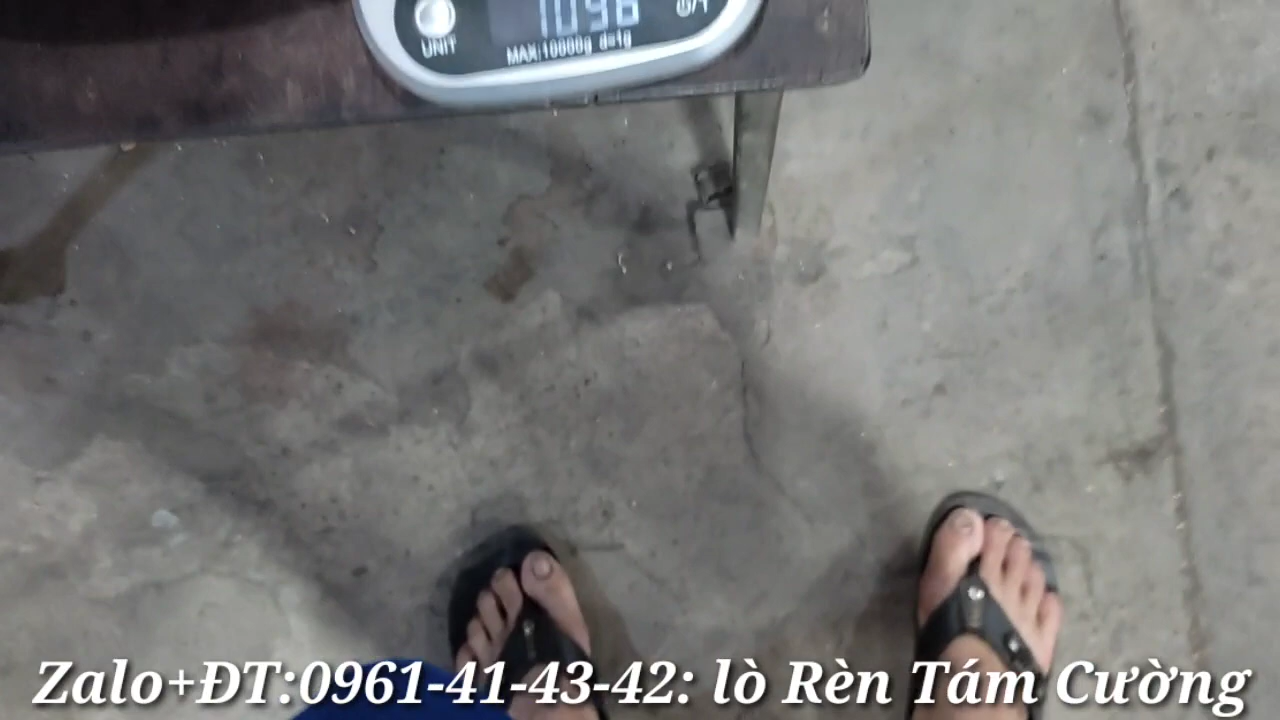 1096
UNIT
MAX:10000g d=1g
Zalo+ĐT:0961-41-43-42: lò Rèn Tám Cường